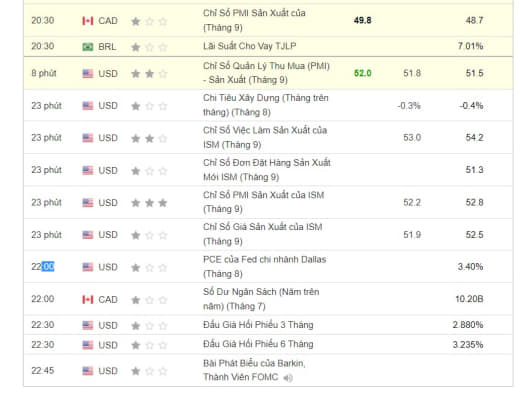 20:30 CAD Chỉ Số PMI Sản Xuất của (Tháng 9) 49.8 48.7
20:30 BRL Lãi Suất Cho Vay TJLP 7.01%
8 phút USD Chỉ Số Quản Lý Thu Mua (PMI) - Sản Xuất (Tháng 9) 52.0 51.8 51.5
23 phút USD Chi Tiêu Xây Dựng (Tháng trên tháng) (Tháng 8) -0.3% -0.4%
23 phút USD Chỉ Số Việc Làm Sản Xuất của ISM (Tháng 9) 53.0 54.2
23 phút USD Chỉ Số Đơn Đặt Hàng Sản Xuất Mới ISM (Tháng 9) 51.3
23 phút USD Chỉ Số PMI Sản Xuất của ISM (Tháng 9) 52.2 52.8
23 phút USD Chỉ Số Giá Sản Xuất của ISM (Tháng 9) 51.9 52.5
22:00 USD PCE của Fed chi nhánh Dallas (Tháng 8) 3.40%
22:00 CAD Số Dư Ngân Sách (Năm trên năm) (Tháng 7) 10.20B
22:30 USD Đấu Giá Hối Phiếu 3 Tháng 2.880%
22:30 USD Đấu Giá Hối Phiếu 6 Tháng 3.235%
22:45 USD Bài Phát Biểu của Barkin, Thành Viên FOMC